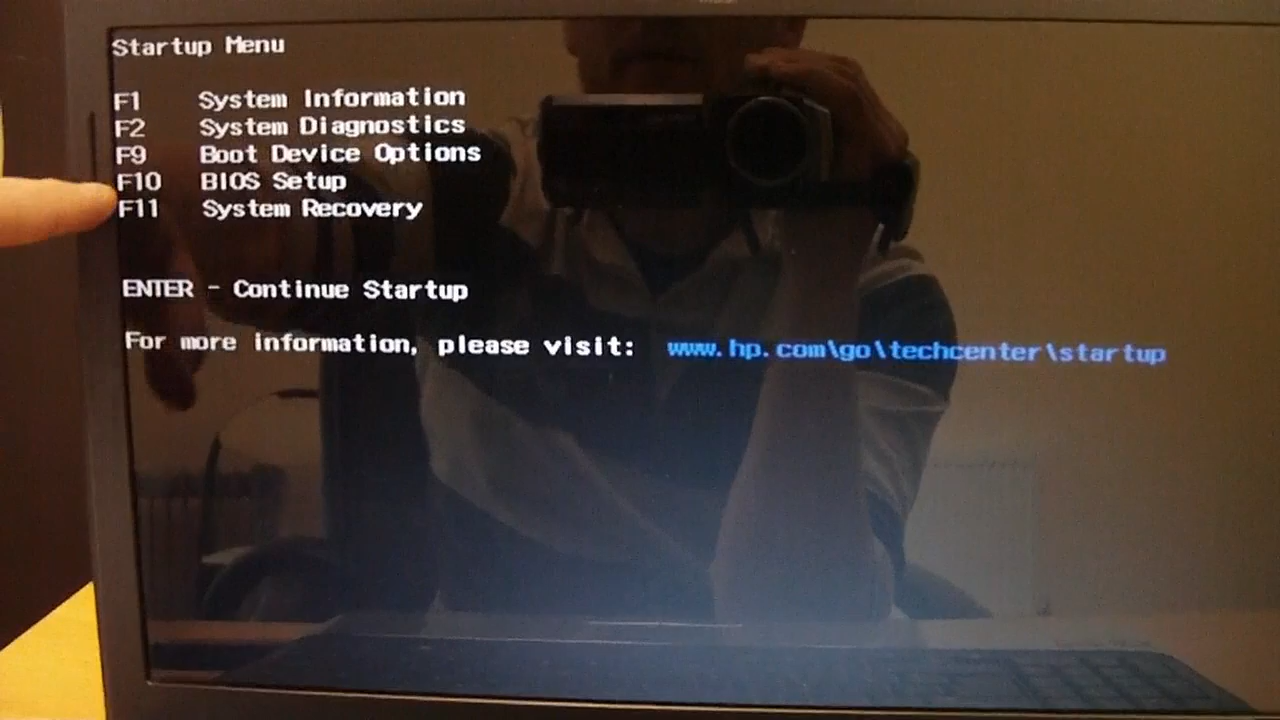 Startup Menu
F1 System Information
F2 System Diagnostics
F9 Boot Device Options
F10 BIOS Setup
F11 System Recovery
ENTER - Continue Startup
For more information, please visit: www.hp.com\go\techcenter\startup